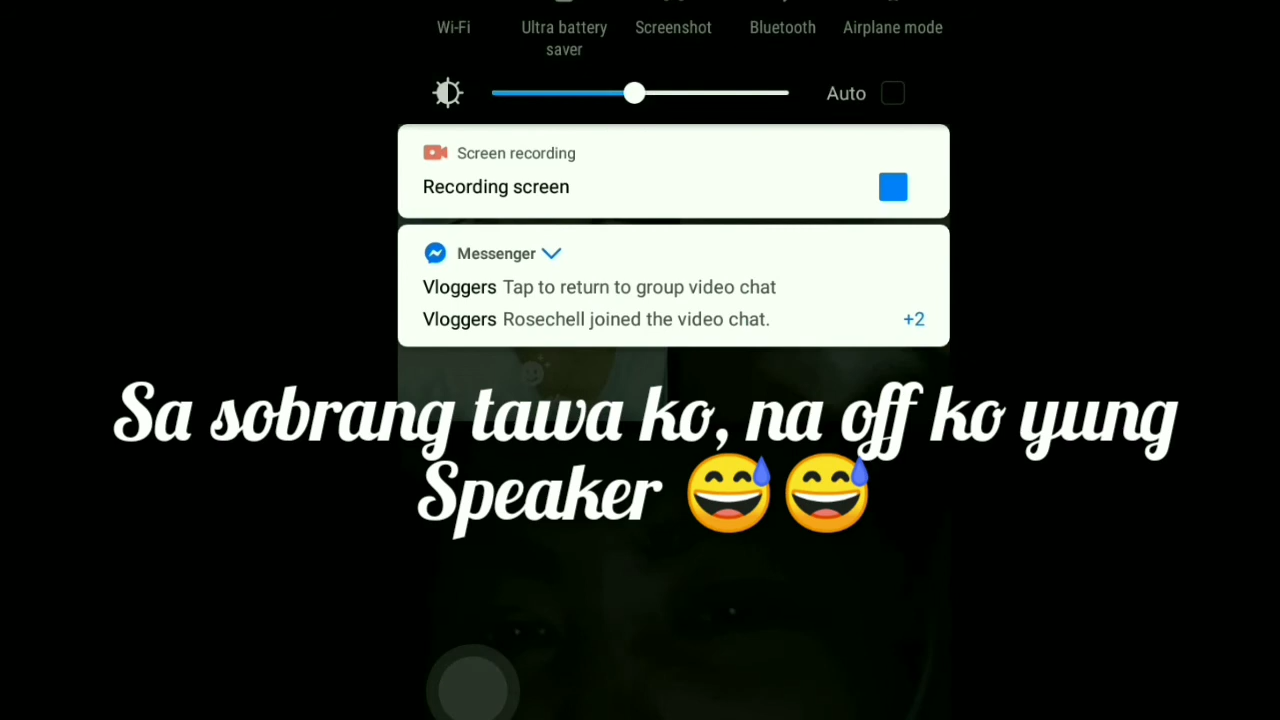 Wi-Fi Ultra battery saver Screenshot Bluetooth Airplane mode
Auto
Screen recording
Recording screen
Messenger
Vloggers Tap to return to group video chat
Vloggers Rosechell joined the video chat. +2
Sa sobrang tawa ko, na off ko yung
Speaker 😅😅